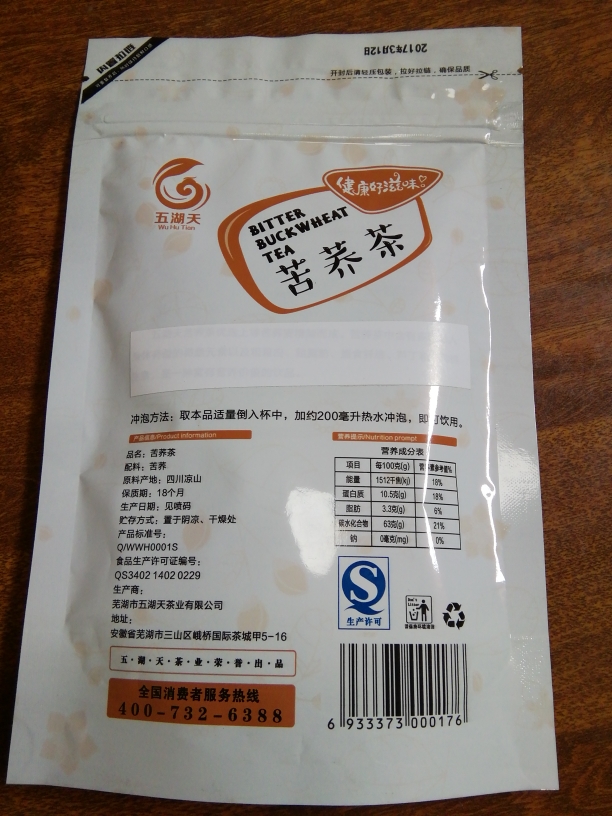 内置拉链
2017年3月12日
开封后请轻压包装，拉好拉链，确保品质
五湖天
Wu Hu Tian
健康好滋味
BITTER
BUCKWHEAT
TEA
苦荞茶
冲泡方法：取本品适量倒入杯中，加约200毫升热水冲泡，即可饮用。
产品信息/Product Information
品名：苦荞茶
配料：苦荞
原料产地：四川凉山
保质期：18个月
生产日期：见喷码
贮存方式：置于阴凉、干燥处
产品标准号：
Q/WWH0001S
食品生产许可证编号：
QS3402 1402 0229
生产商：
芜湖市五湖天茶业有限公司
地址：
安徽省芜湖市三山区峨桥国际茶城甲5-16
五·湖·天·茶·业·荣·誉·出·品
全国消费者服务热线
400-732-6388
营养提示/Nutrition prompt
营养成分表
项目 每100克(g) 营养素参考值%
能量 1512千焦(kj) 18%
蛋白质 10.5克(g) 18%
脂肪 3.3克(g) 6%
碳水化合物 63克(g) 21%
钠 0毫克(mg) 0%
生产许可
Don't
Litter
6 933373 000176